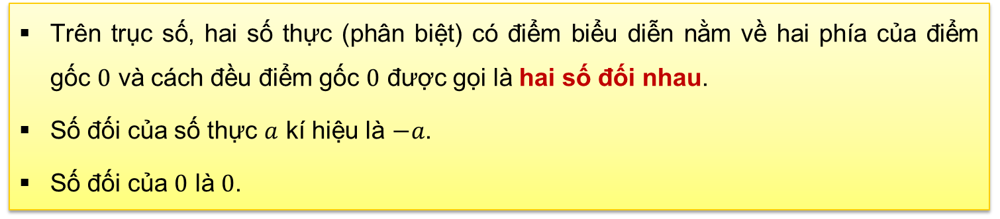 ▪ Trên trục số, hai số thực (phân biệt) có điểm biểu diễn nằm về hai phía của điểm
gốc 0 và cách đều điểm gốc 0 được gọi là hai số đối nhau.
▪ Số đối của số thực 𝑎 kí hiệu là −𝑎.
▪ Số đối của 0 là 0.